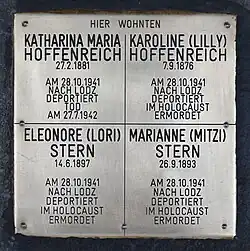 HIER WOHNTEN
KATHARINA MARIA
HOFFENREICH
27.2.1881
AM 28.10.1941
NACH LODZ
DEPORTIERT
TOD
AM 27.7.1942
KAROLINE (LILLY)
HOFFENREICH
7.9.1876
AM 28.10.1941
NACH LODZ
DEPORTIERT
IM HOLOCAUST
ERMORDET
ELEONORE (LORI)
STERN
14.6.1897
AM 28.10.1941
NACH LODZ
DEPORTIERT
IM HOLOCAUST
ERMORDET
MARIANNE (MITZI)
STERN
26.9.1893
AM 28.10.1941
NACH LODZ
DEPORTIERT
IM HOLOCAUST
ERMORDET